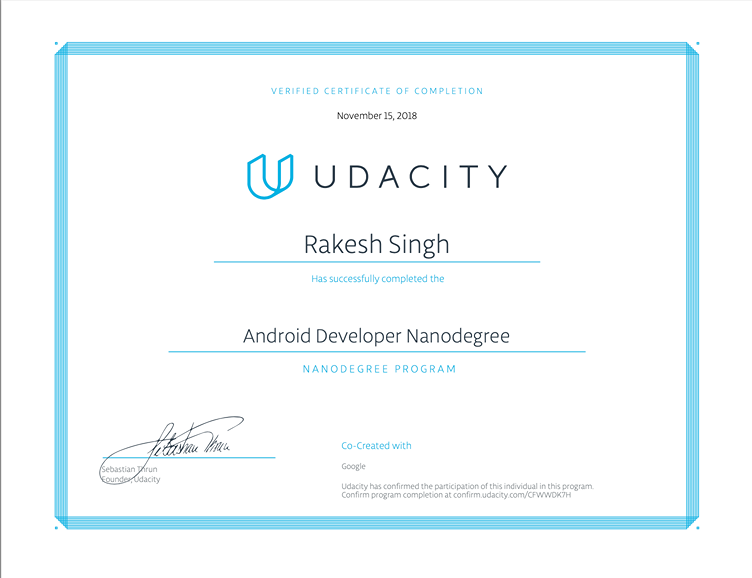 VERIFIED CERTIFICATE OF COMPLETION
November 15, 2018
UDACITY
Rakesh Singh
Has successfully completed the
Android Developer Nanodegree
NANODEGREE PROGRAM
Sebastian Thrun
Sebastian Thrun
Founder, Udacity
Co-Created with
Google
Udacity has confirmed the participation of this individual in this program.
Confirm program completion at confirm.udacity.com/CFWWDK7H